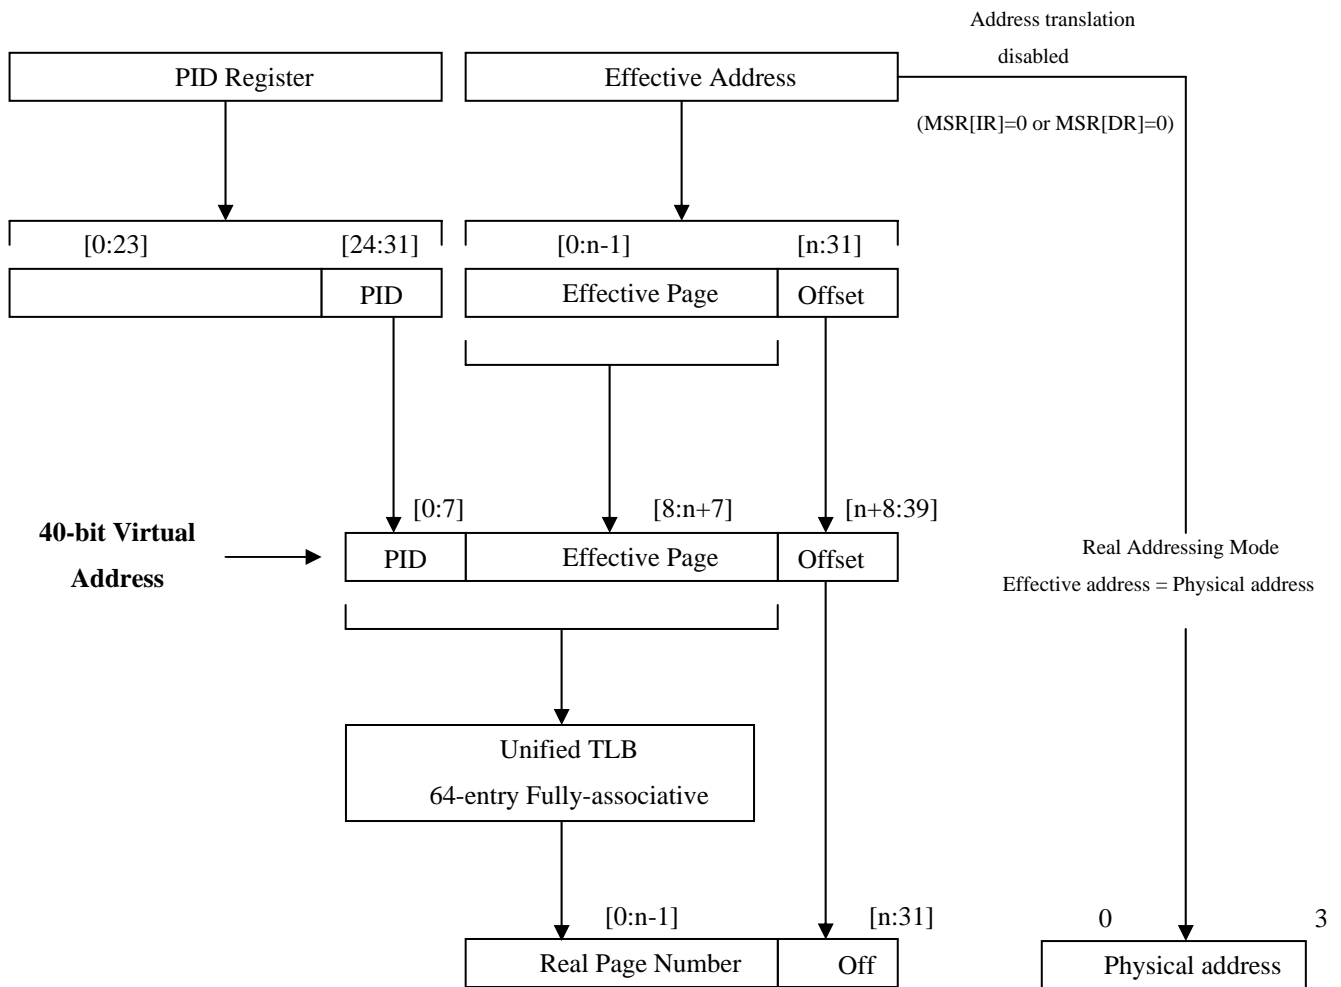 Address translation
disabled
PID Register
Effective Address
(MSR[IR]=0 or MSR[DR]=0)
[0:23] [24:31] [0:n-1] [n:31]
PID Effective Page Offset
[0:7] [8:n+7] [n+8:39]
40-bit Virtual
Address
PID Effective Page Offset
Real Addressing Mode
Effective address = Physical address
Unified TLB
64-entry Fully-associative
[0:n-1] [n:31] 0 3
Real Page Number Off Physical address